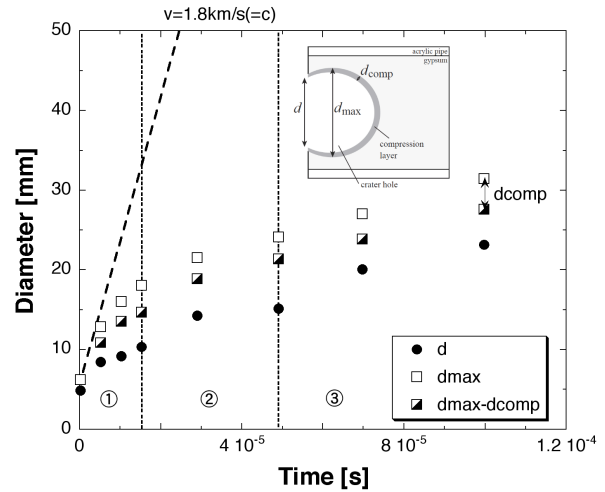 v=1.8km/s(=c)
50
40
30
20
10
0
Diameter [mm]
acrylic pipe
gypsum
dcomp
d
dmax
compression
layer
crater hole
dcomp
① ② ③
d
dmax
dmax-dcomp
0 4 10-5 8 10-5 1.2 10-4
Time [s]